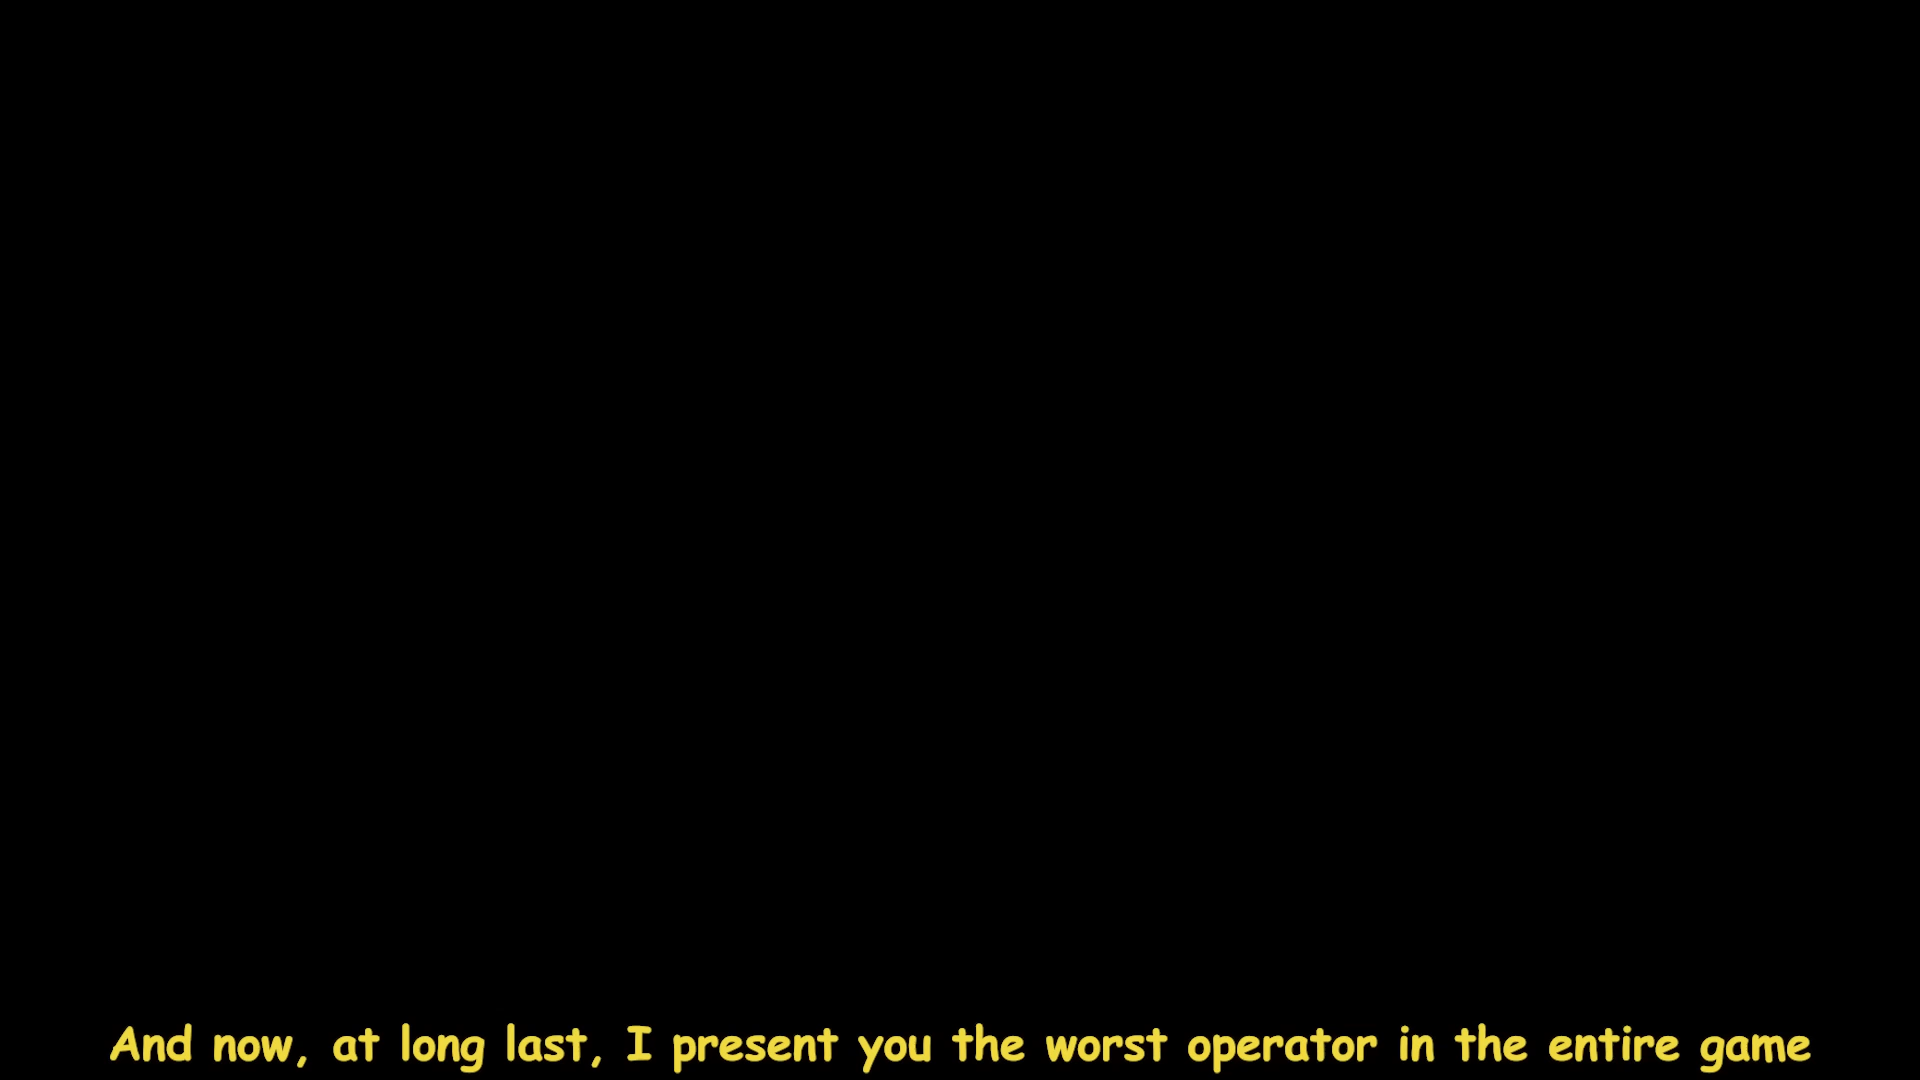 And now, at long last, I present you the worst operator in the entire game